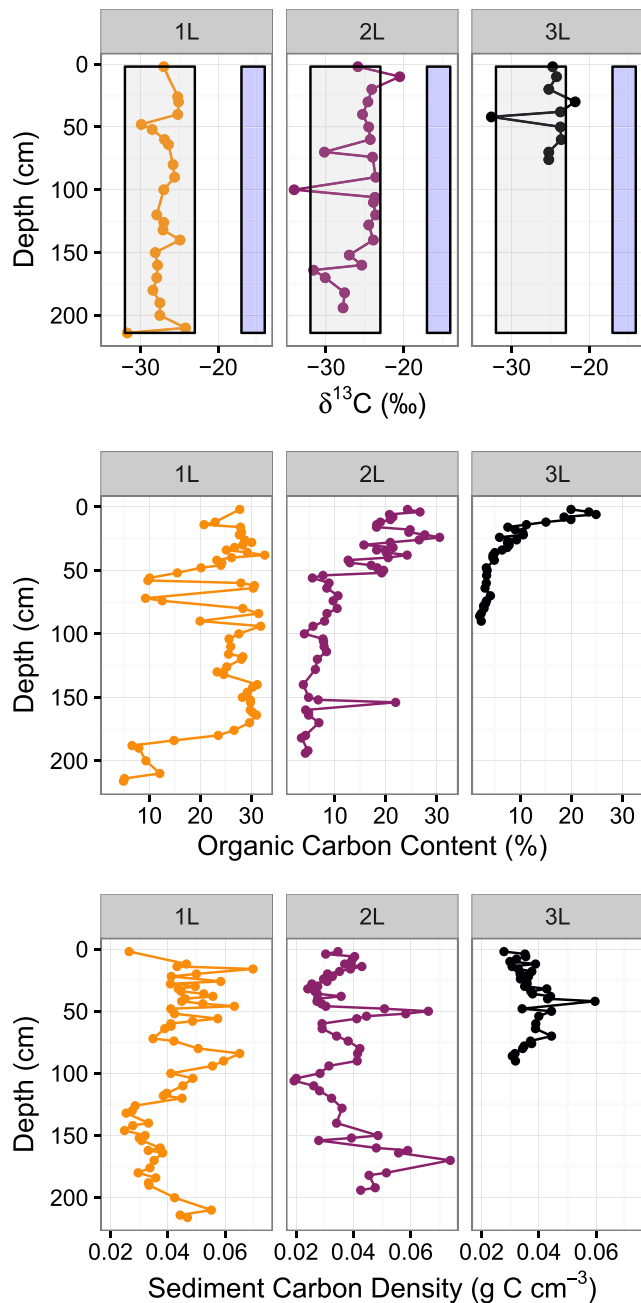 1L 2L 3L
0
50
100
150
200
Depth (cm)
−30 −20 −30 −20 −30 −20
δ¹³C (‰)
1L 2L 3L
0
50
100
150
200
Depth (cm)
10 20 30 10 20 30 10 20 30
Organic Carbon Content (%)
1L 2L 3L
0
50
100
150
200
Depth (cm)
0.02 0.04 0.06 0.02 0.04 0.06 0.02 0.04 0.06
Sediment Carbon Density (g C cm⁻³)